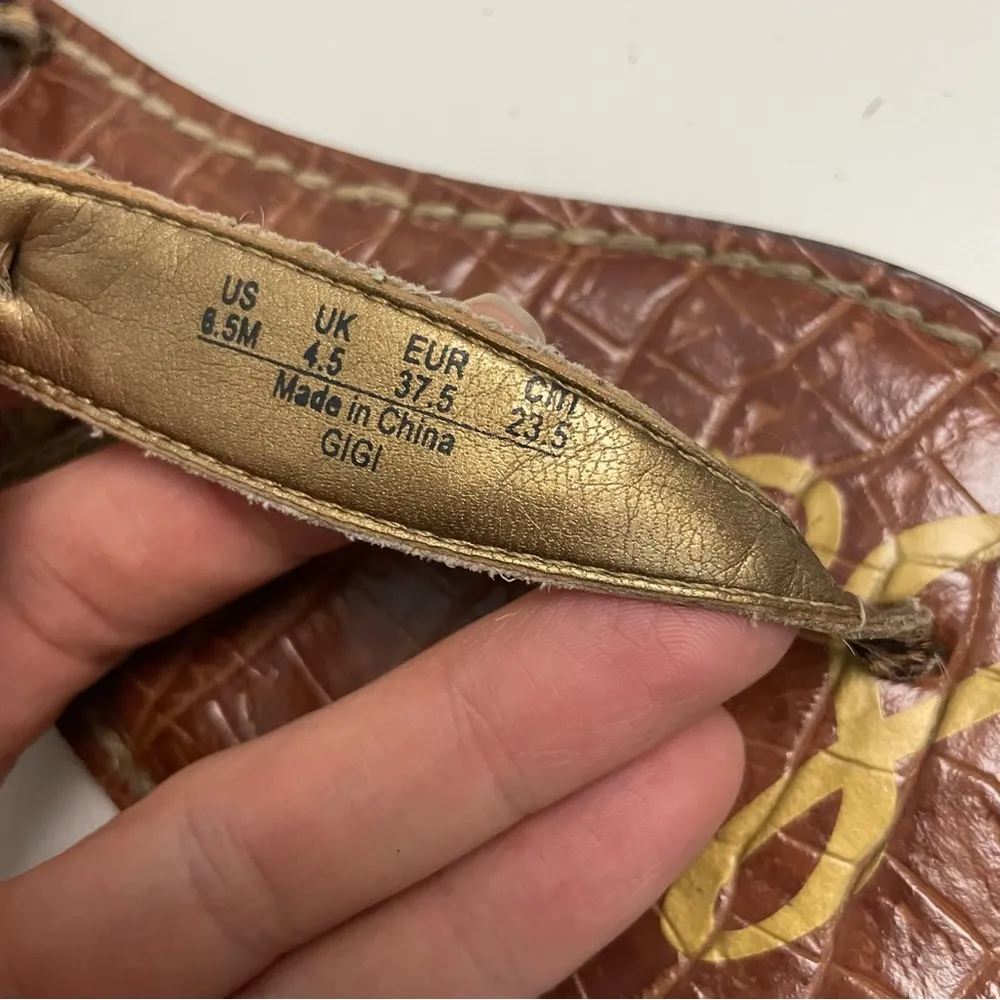 US UK EUR cm
6.5M 4.5 37.5 23.5
Made in China
GIGI